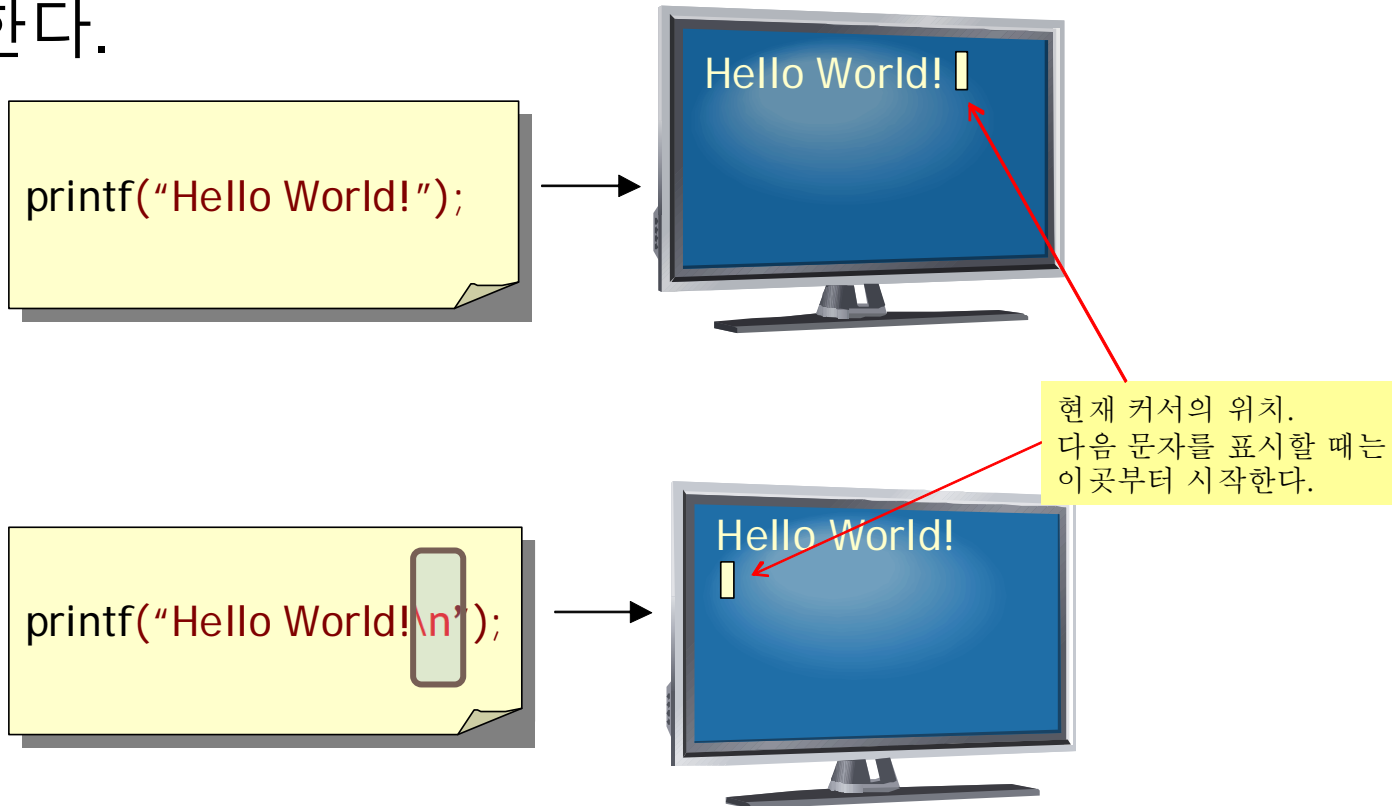 한다.
Hello World!
printf(“Hello World!”);
현재 커서의 위치.
다음 문자를 표시할 때는
이곳부터 시작한다.
Hello World!
printf(“Hello World!\n”);